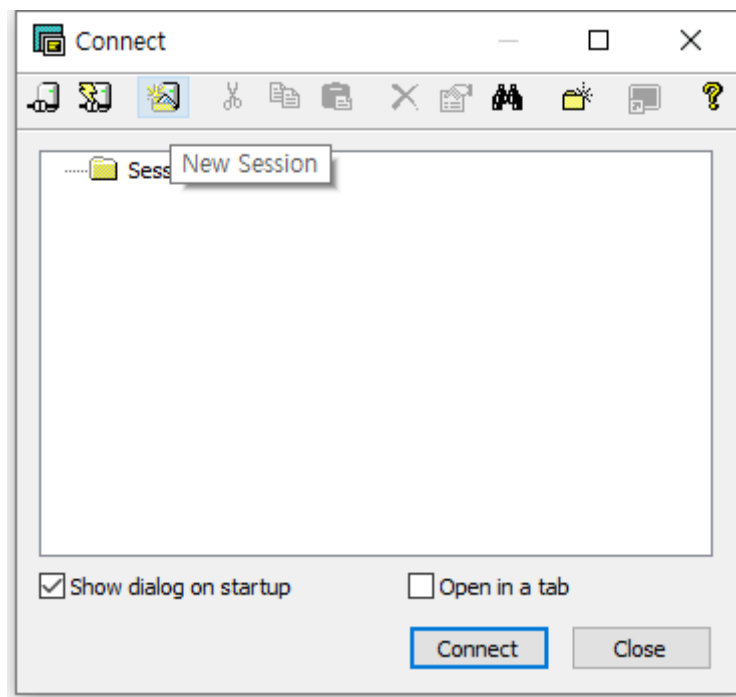 Connect
New Session
Sess
Show dialog on startup
Open in a tab
Connect
Close